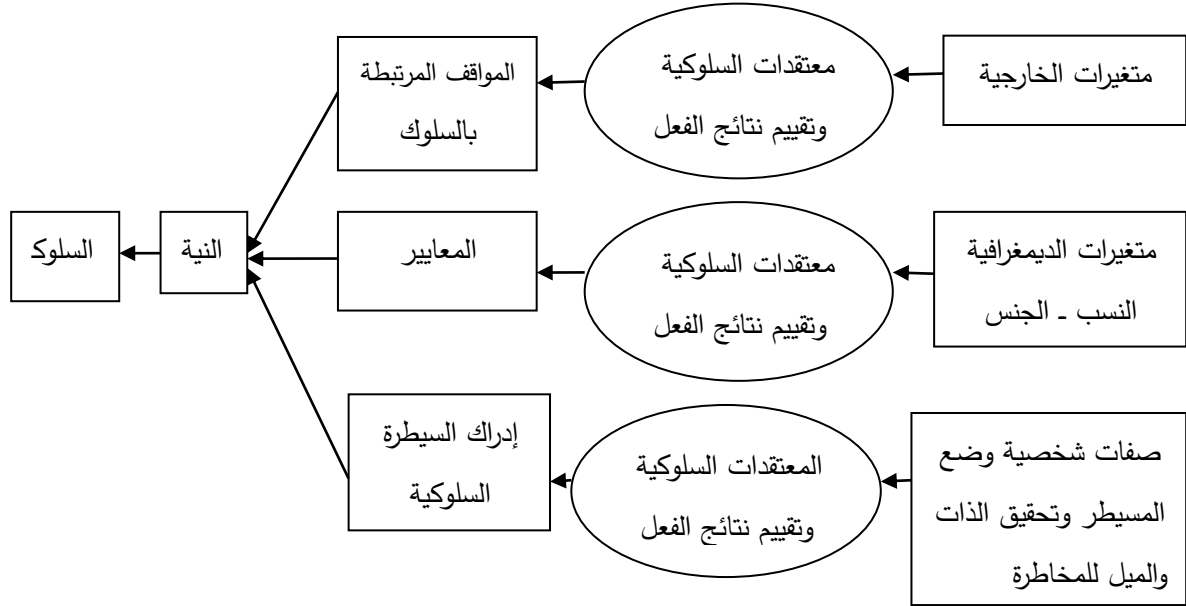 متغيرات الخارجية
معتقدات السلوكية
وتقييم نتائج الفعل
المواقف المرتبطة
بالسلوك
متغيرات الديمغرافية
النسب ـ الجنس
معتقدات السلوكية
وتقييم نتائج الفعل
المعايير
النية
السلوك
صفات شخصية وضع
المسيطر وتحقيق الذات
والميل للمخاطرة
المعتقدات السلوكية
وتقييم نتائج الفعل
إدراك السيطرة
السلوكية